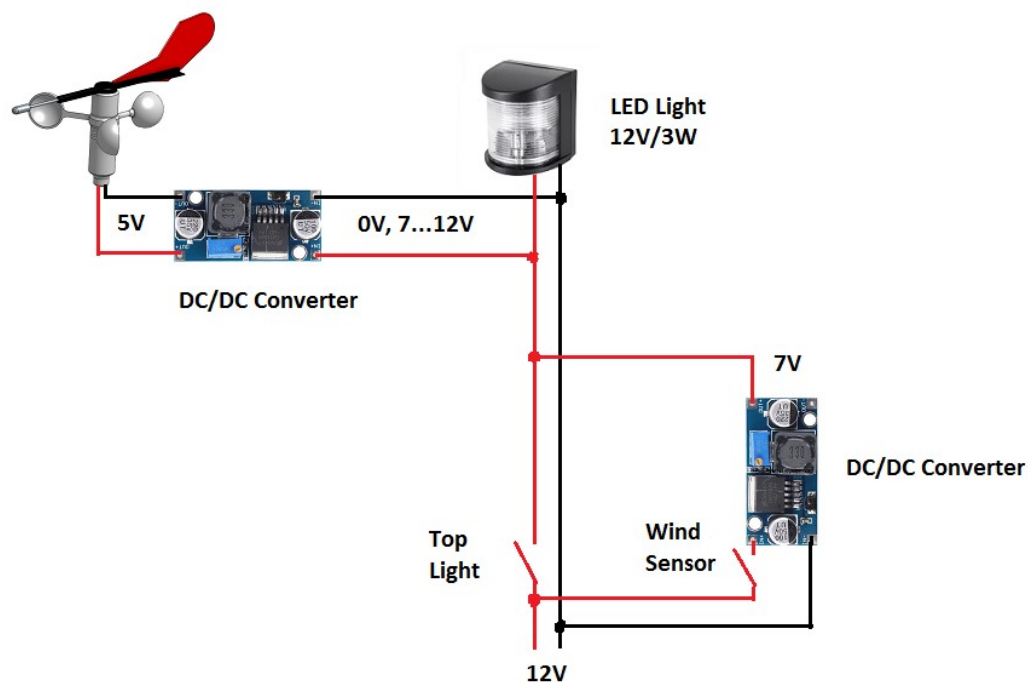 LED Light
12V/3W
5V
0V, 7...12V
DC/DC Converter
7V
DC/DC Converter
Top
Light
Wind
Sensor
12V